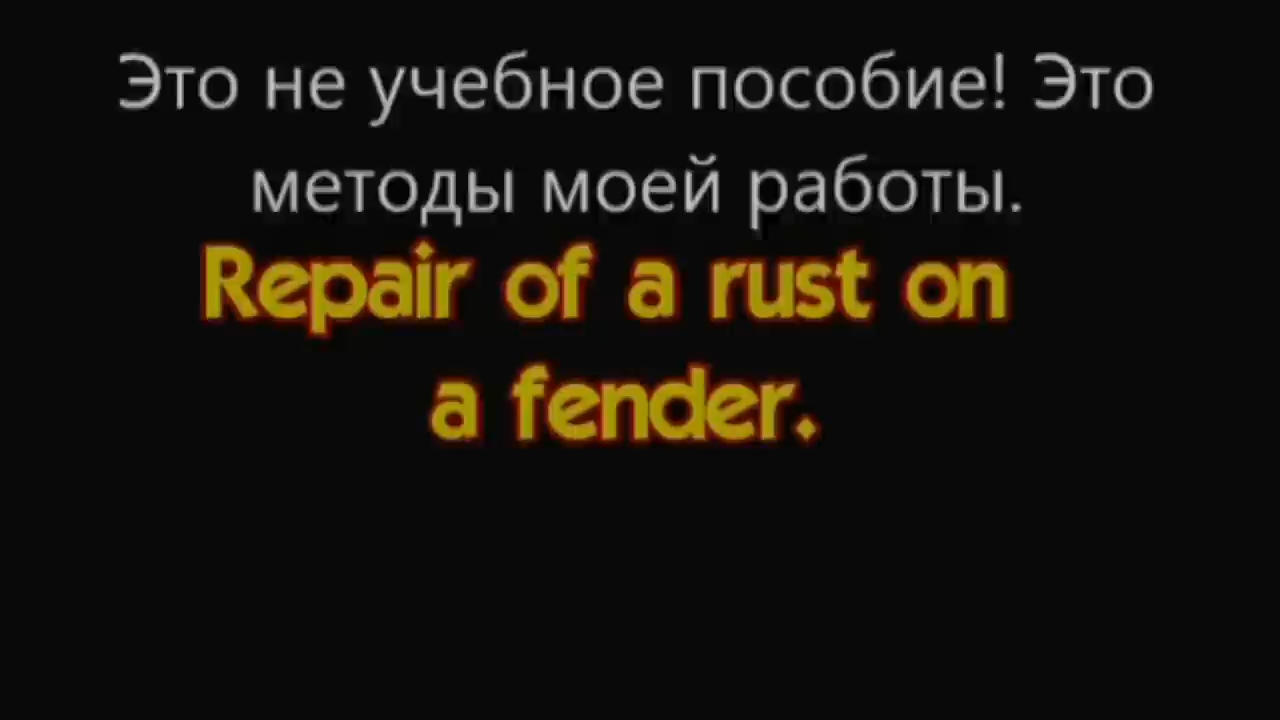 Это не учебное пособие! Это
методы моей работы.
Repair of a rust on
a fender.